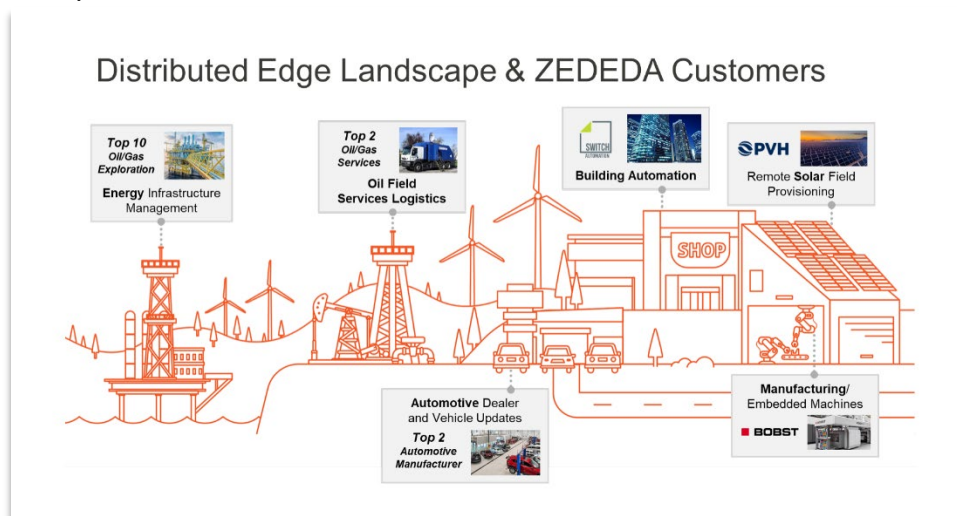 Distributed Edge Landscape & ZEDEDA Customers
Top 10
Oil/Gas
Exploration
Energy Infrastructure
Management
Top 2
Oil/Gas
Services
Oil Field
Services Logistics
SWITCH
AUTOMATION
Building Automation
PVH
Remote Solar Field
Provisioning
SHOP
Automotive Dealer
and Vehicle Updates
Top 2
Automotive
Manufacturer
Manufacturing/
Embedded Machines
BOBST